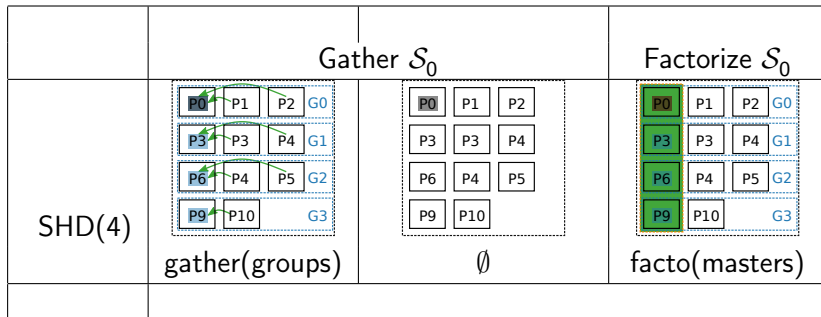 Gather 𝒮₀ Factorize 𝒮₀
P0 P1 P2 G0 P0 P1 P2 P0 P1 P2 G0
P3 P3 P4 G1 P3 P3 P4 P3 P3 P4 G1
P6 P4 P5 G2 P6 P4 P5 P6 P4 P5 G2
P9 P10 G3 P9 P10 P9 P10 G3
SHD(4)
gather(groups) ∅ facto(masters)